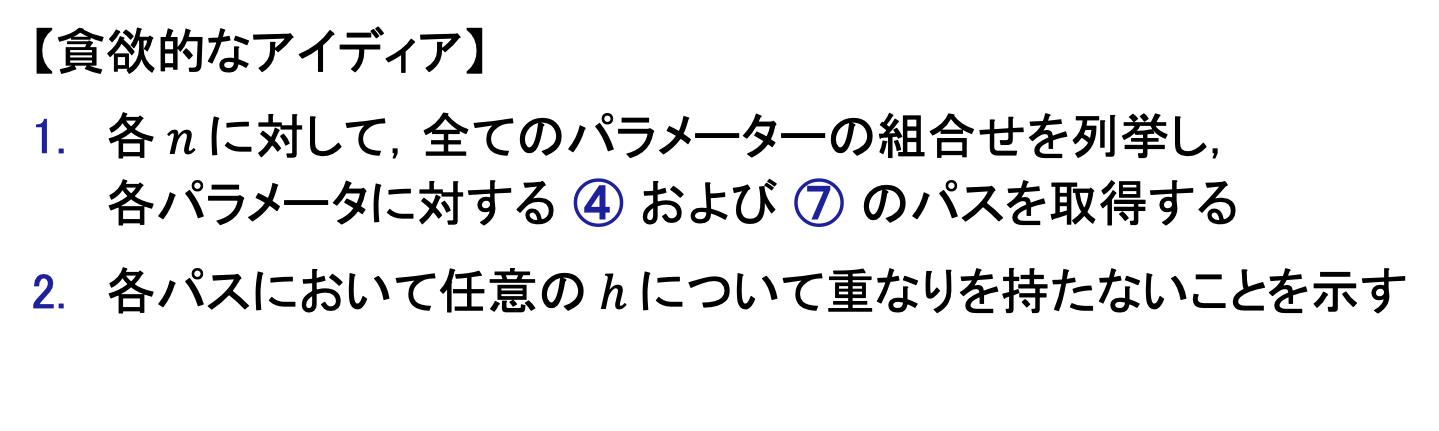 【貪欲的なアイディア】
1. 各 n に対して, 全てのパラメーターの組合せを列挙し,
各パラメータに対する ④ および ⑦ のパスを取得する
2. 各パスにおいて任意の h について重なりを持たないことを示す